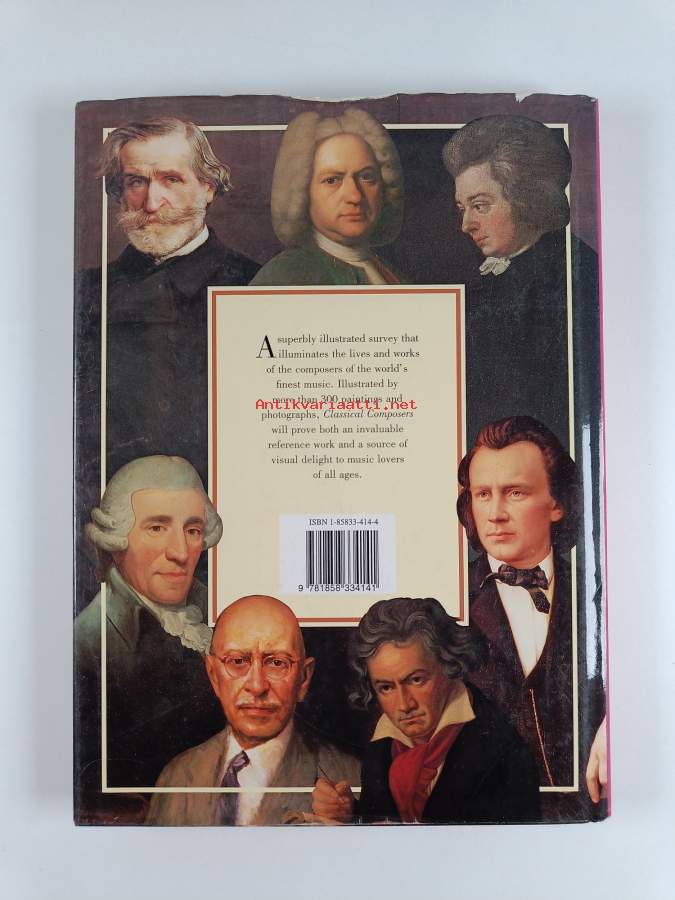 A superbly illustrated survey that
illuminates the lives and works
of the composers of the world's
finest music. Illustrated by
more than 300 paintings and
Antikvariaatti.net
photographs, Classical Composers
will prove both an invaluable
reference work and a source of
visual delight to music lovers
of all ages.
ISBN 1-85833-414-4
9 781858 334141